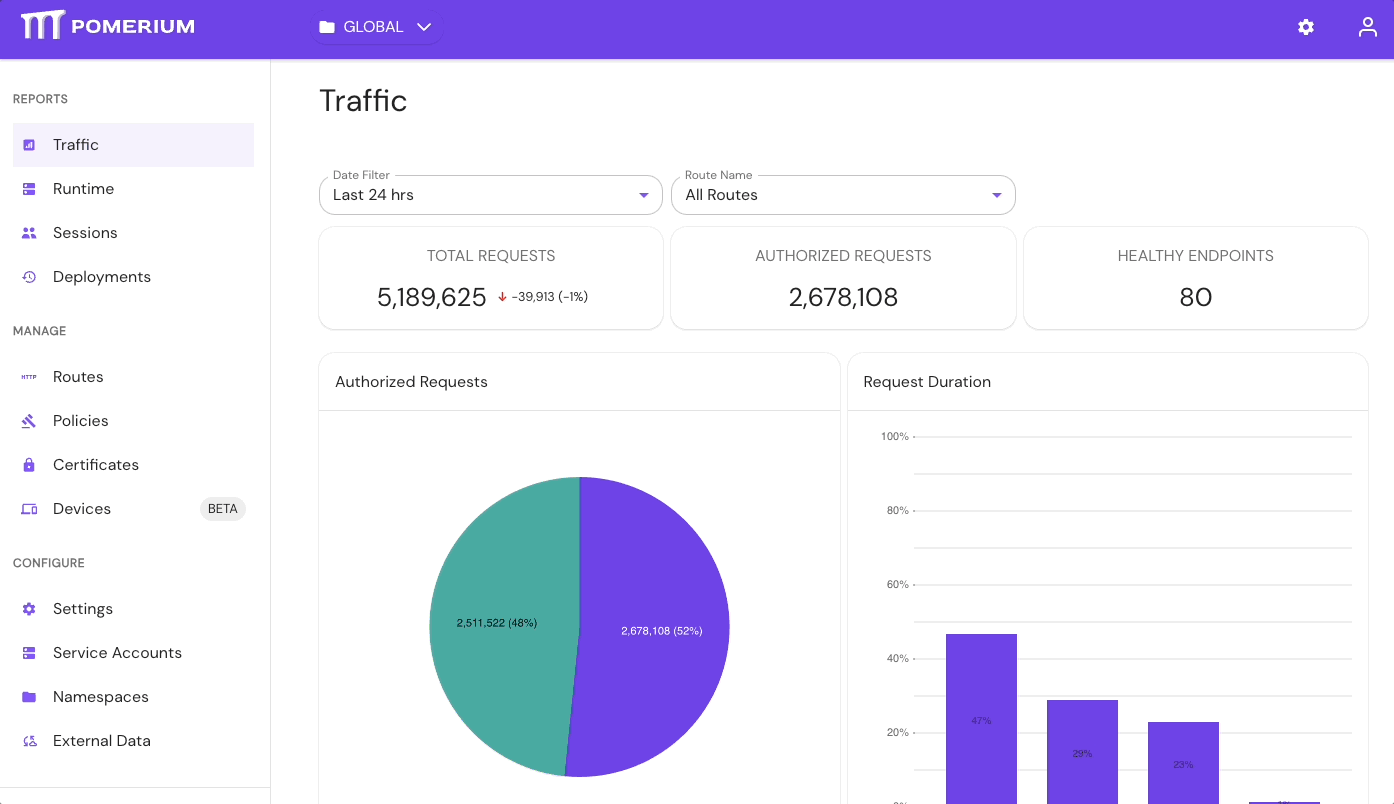 POMERIUM
GLOBAL
REPORTS
Traffic
Runtime
Sessions
Deployments
MANAGE
HTTP
Routes
Policies
Certificates
Devices
BETA
CONFIGURE
Settings
Service Accounts
Namespaces
External Data
Traffic
Date Filter
Last 24 hrs
Route Name
All Routes
TOTAL REQUESTS
5,189,625 -39,913 (-1%)
AUTHORIZED REQUESTS
2,678,108
HEALTHY ENDPOINTS
80
Authorized Requests
2,511,522 (48%)
2,678,108 (52%)
Request Duration
100%
80%
60%
40%
20%
47%
29%
23%